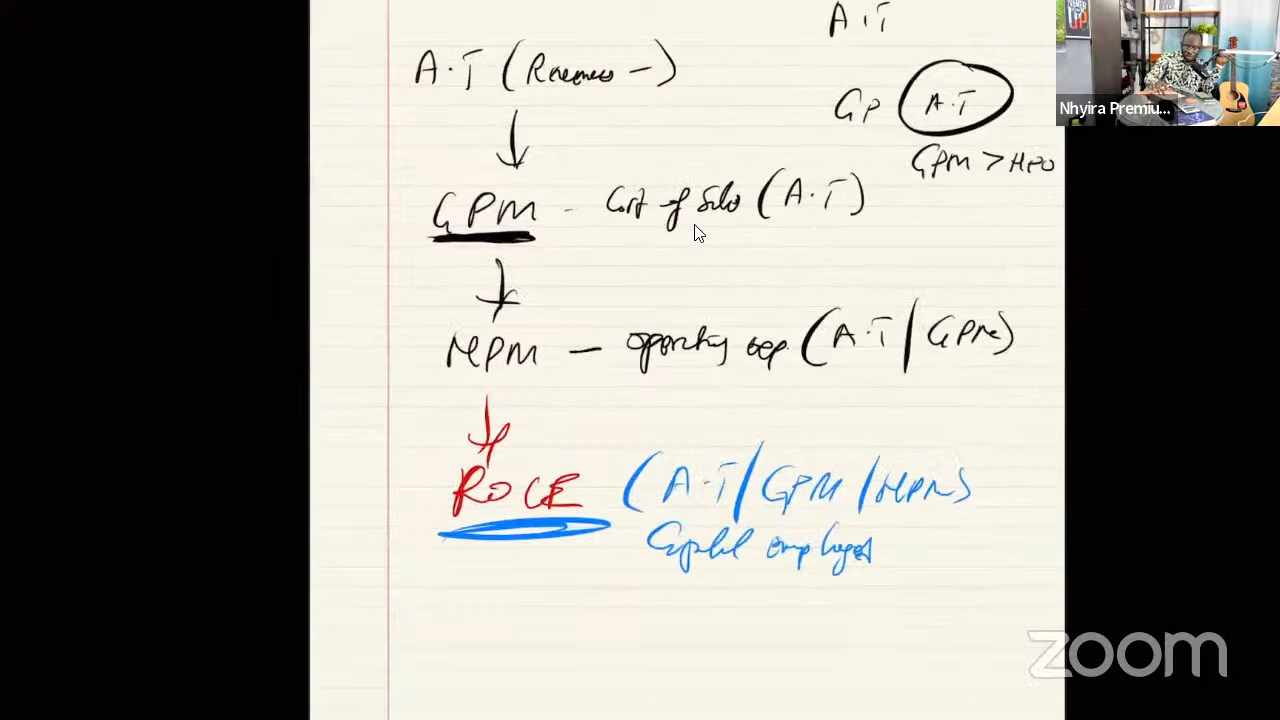 A.T
A.T (Revenues -)
GP A.T
GPM > NPM
GPM - Cost of Sales (A.T)
NPM - operating exp. (A.T | GPM)
ROCE (A.T | GPM | NPM)
Capital employed
Nhyira Premiu...
zoom